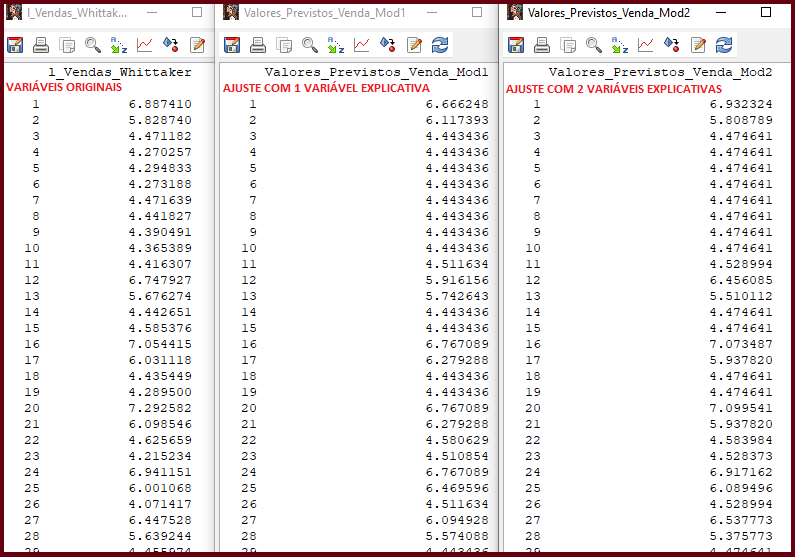 l_Vendas_Whittak...
Valores_Previstos_Venda_Mod1
Valores_Previstos_Venda_Mod2
l_Vendas_Whittaker
Valores_Previstos_Venda_Mod1
Valores_Previstos_Venda_Mod2
VARIÁVEIS ORIGINAIS
AJUSTE COM 1 VARIÁVEL EXPLICATIVA
AJUSTE COM 2 VARIÁVEIS EXPLICATIVAS
1 6.887410 1 6.666248 1 6.932324
2 5.828740 2 6.117393 2 5.808789
3 4.471182 3 4.443436 3 4.474641
4 4.270257 4 4.443436 4 4.474641
5 4.294833 5 4.443436 5 4.474641
6 4.273188 6 4.443436 6 4.474641
7 4.471639 7 4.443436 7 4.474641
8 4.441827 8 4.443436 8 4.474641
9 4.390491 9 4.443436 9 4.474641
10 4.365389 10 4.443436 10 4.474641
11 4.416307 11 4.511634 11 4.528994
12 6.747927 12 5.916156 12 6.456085
13 5.676274 13 5.742643 13 5.510112
14 4.442651 14 4.443436 14 4.474641
15 4.585376 15 4.443436 15 4.474641
16 7.054415 16 6.767089 16 7.073487
17 6.031118 17 6.279288 17 5.937820
18 4.435449 18 4.443436 18 4.474641
19 4.289500 19 4.443436 19 4.474641
20 7.292582 20 6.767089 20 7.099541
21 6.098546 21 6.279288 21 5.937820
22 4.625659 22 4.580629 22 4.583984
23 4.215234 23 4.510854 23 4.528373
24 6.941151 24 6.767089 24 6.917162
25 6.001068 25 6.469596 25 6.089496
26 4.071417 26 4.511634 26 4.528994
27 6.447528 27 6.094928 27 6.537773
28 5.639244 28 5.574088 28 5.375773
29 4.455974 29 4.443436 29 4.474641